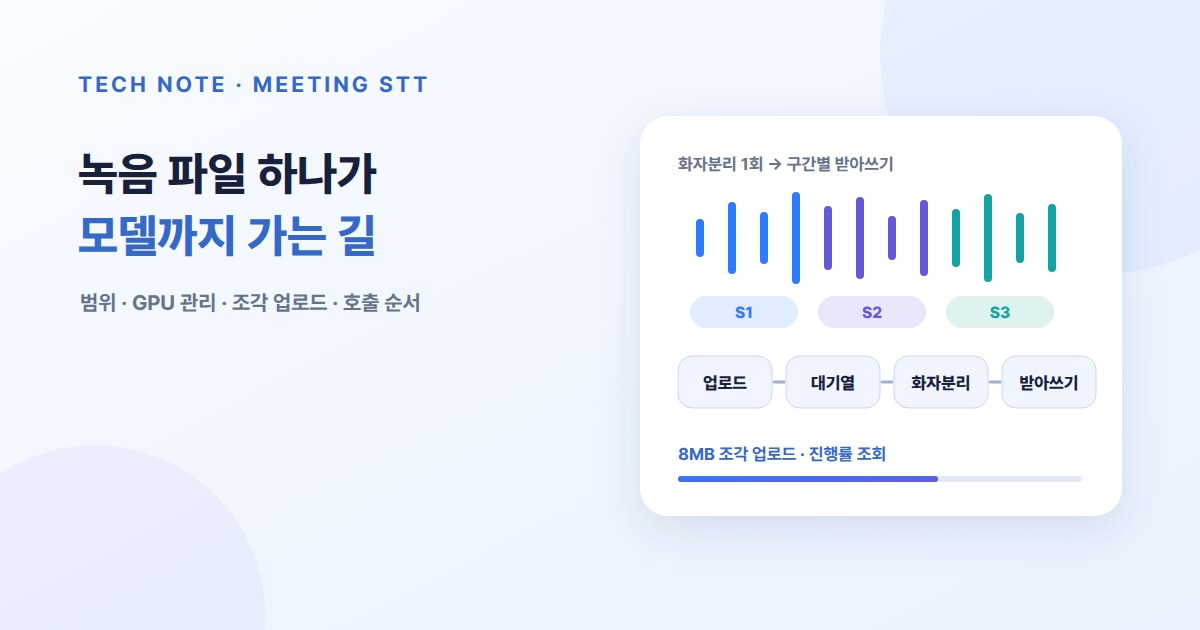 TECH NOTE · MEETING STT
녹음 파일 하나가
모델까지 가는 길
범위 · GPU 관리 · 조각 업로드 · 호출 순서
화자분리 1회 → 구간별 받아쓰기
S1 S2 S3
업로드 대기열 화자분리 받아쓰기
8MB 조각 업로드 · 진행률 조회